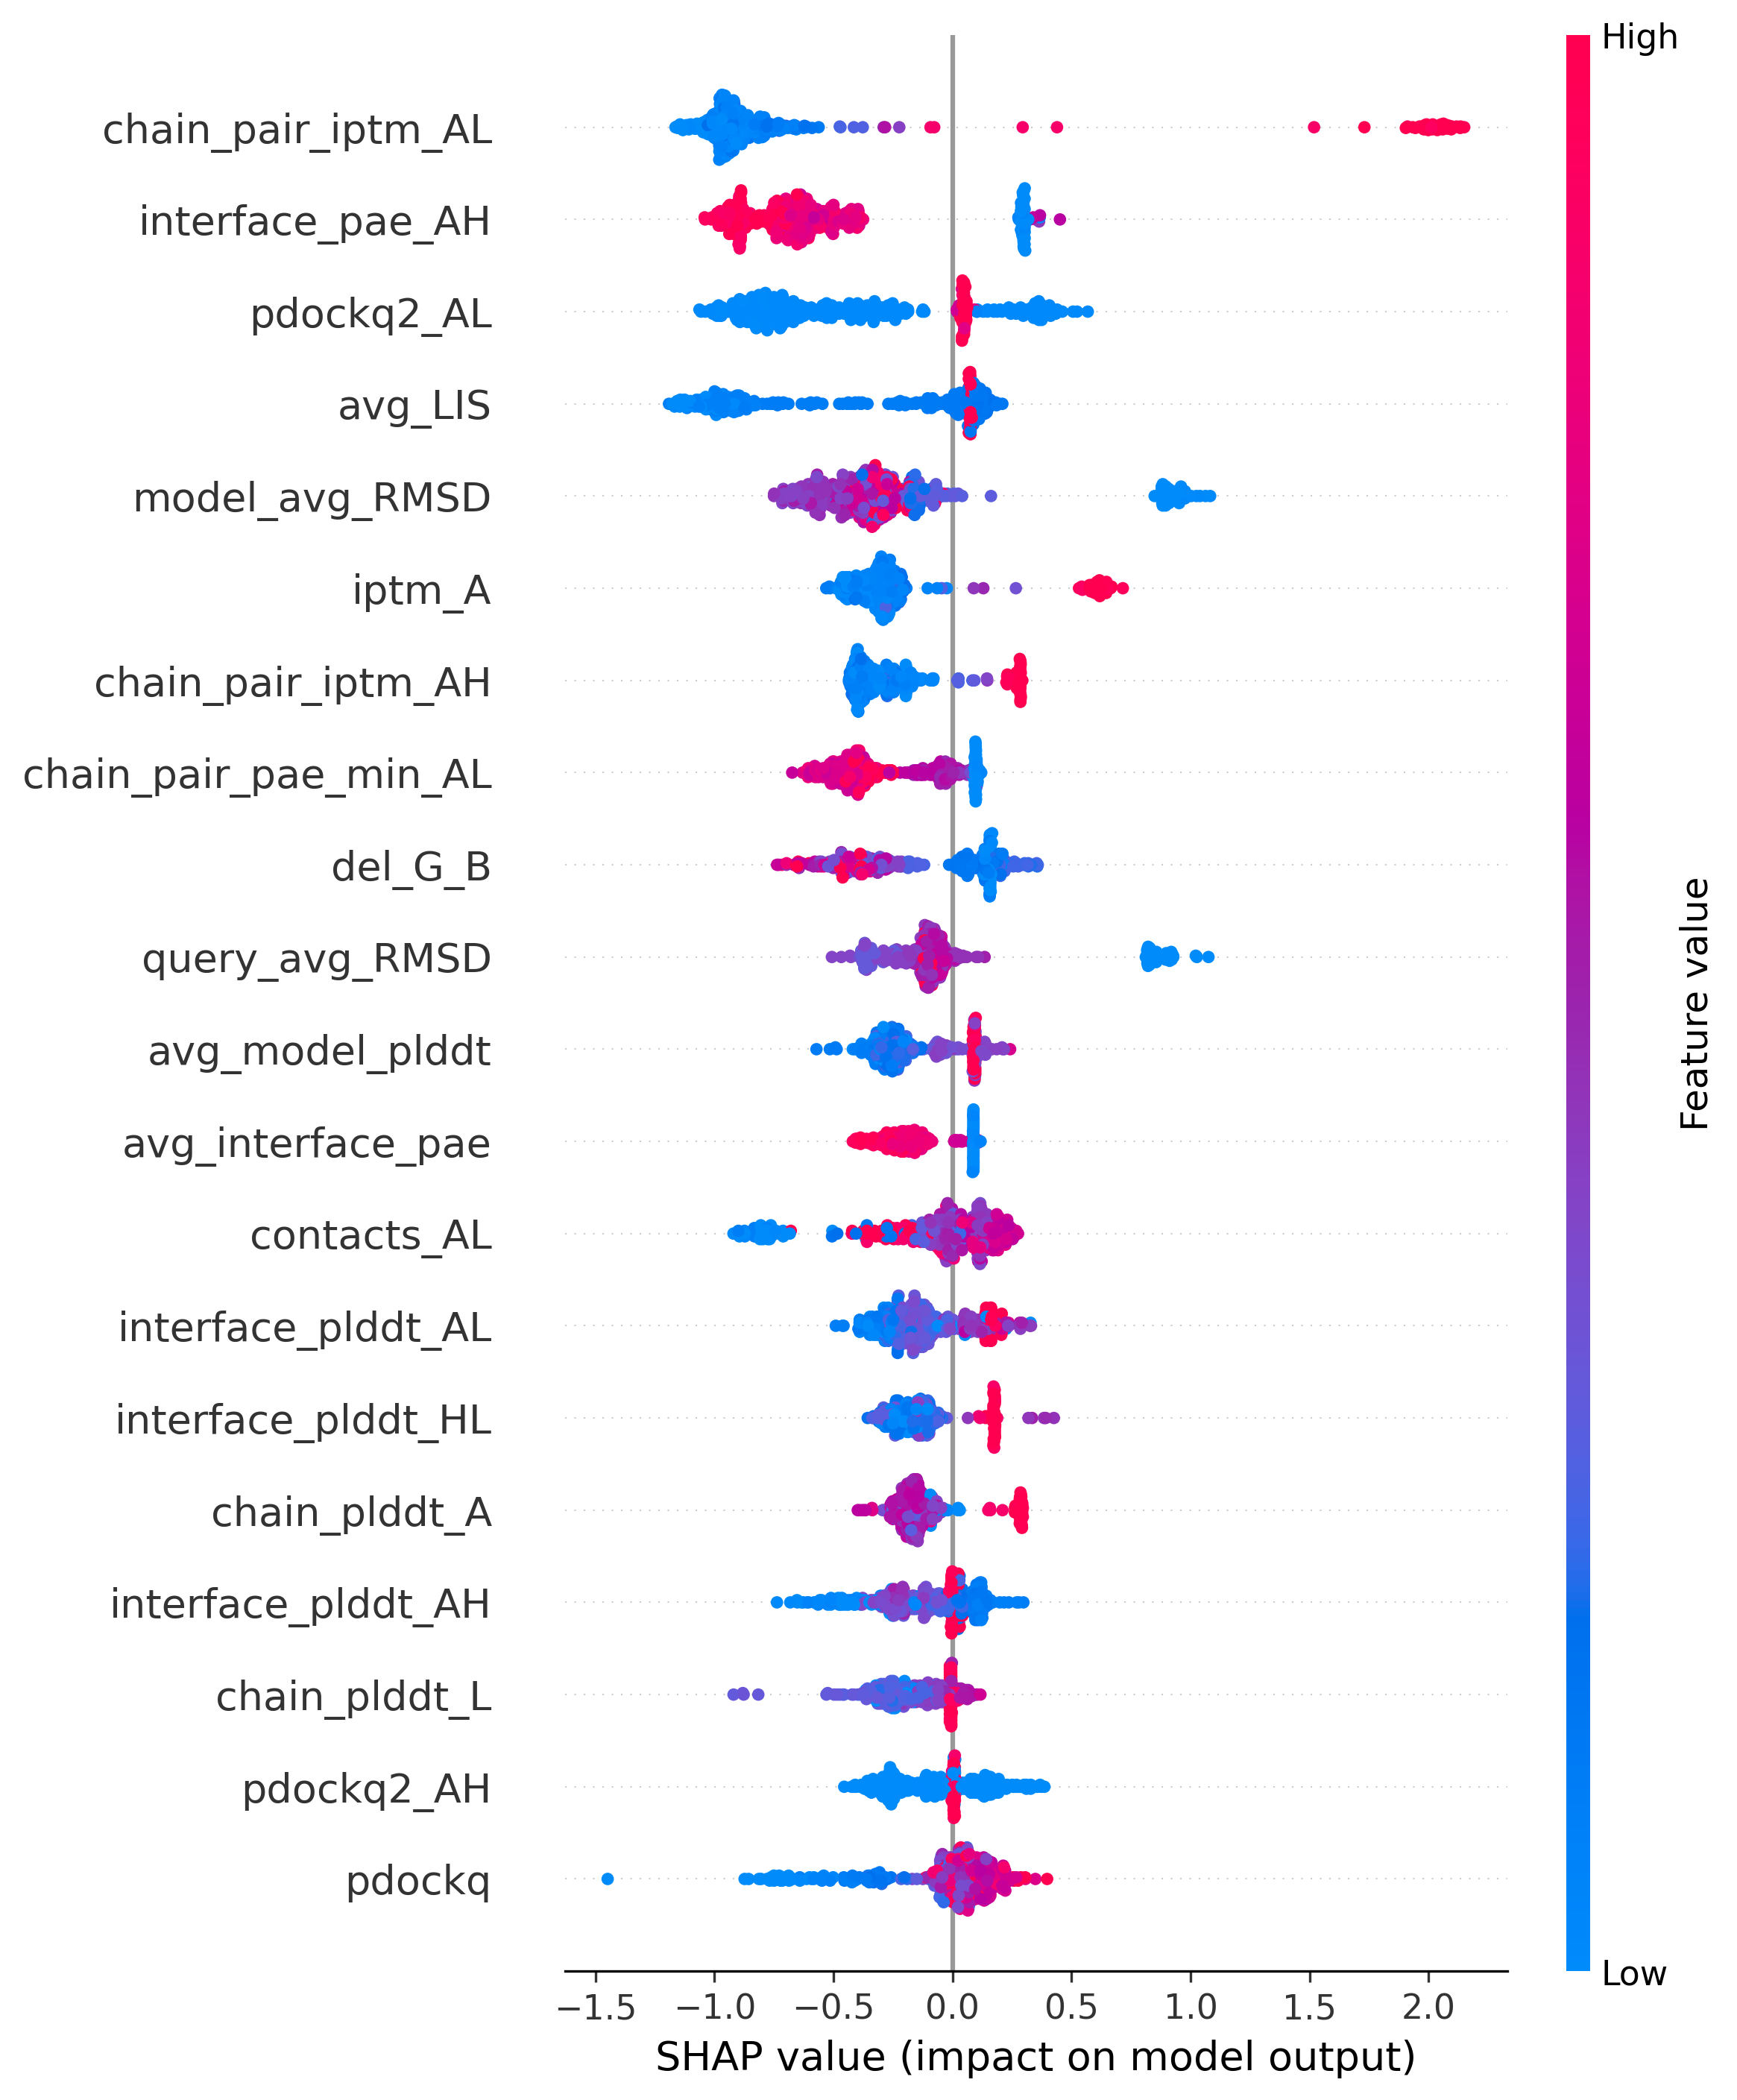 High
chain_pair_iptm_AL
interface_pae_AH
pdockq2_AL
avg_LIS
model_avg_RMSD
iptm_A
chain_pair_iptm_AH
chain_pair_pae_min_AL
del_G_B
query_avg_RMSD
avg_model_plddt
avg_interface_pae
contacts_AL
interface_plddt_AL
interface_plddt_HL
chain_plddt_A
interface_plddt_AH
chain_plddt_L
pdockq2_AH
pdockq
Feature value
Low
−1.5 −1.0 −0.5 0.0 0.5 1.0 1.5 2.0
SHAP value (impact on model output)